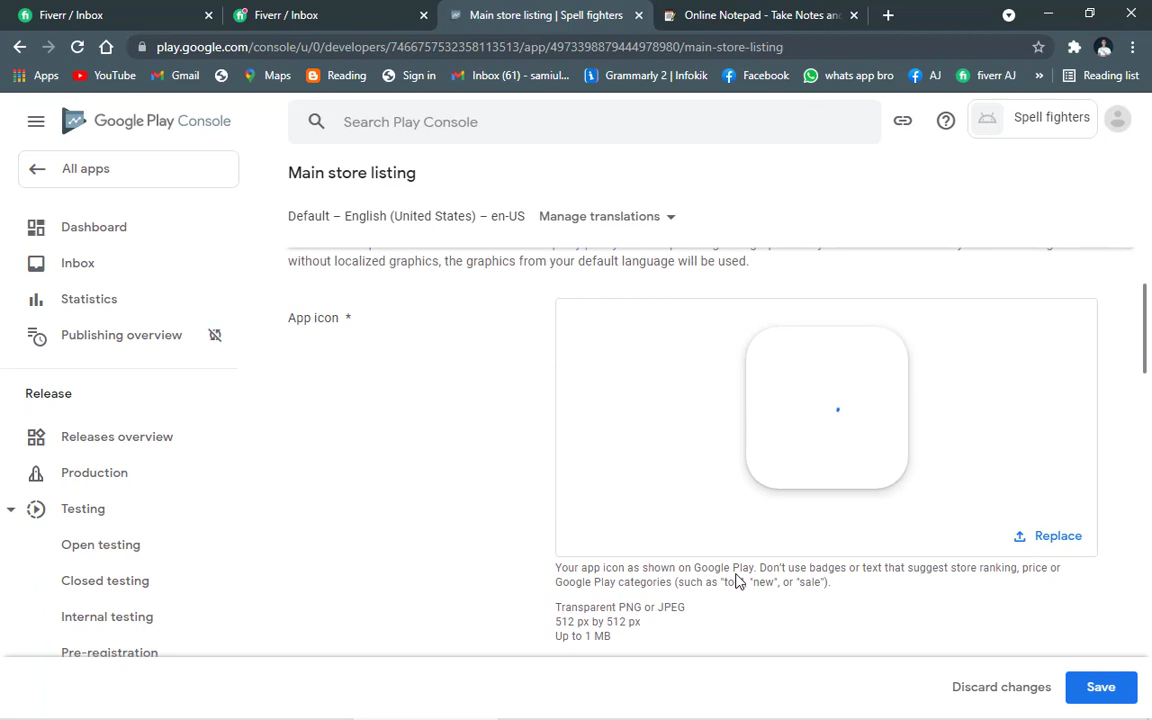 Fiverr / Inbox
Fiverr / Inbox
Main store listing | Spell fighters
Online Notepad - Take Notes and
play.google.com/console/u/0/developers/7466757532358113513/app/4973398879444978980/main-store-listing
Apps
YouTube
Gmail
Maps
Reading
Sign in
Inbox (61) - samiul...
Grammarly 2 | Infokik
Facebook
whats app bro
AJ
fiverr AJ
»
Reading list
Google Play Console
Search Play Console
Spell fighters
All apps
Main store listing
Default – English (United States) – en-US
Manage translations
Dashboard
Inbox
Statistics
Publishing overview
Release
Releases overview
Production
Testing
Open testing
Closed testing
Internal testing
Pre-registration
without localized graphics, the graphics from your default language will be used.
App icon *
Replace
Your app icon as shown on Google Play. Don't use badges or text that suggest store ranking, price or
Google Play categories (such as "new", or "sale").
Transparent PNG or JPEG
512 px by 512 px
Up to 1 MB
Discard changes
Save